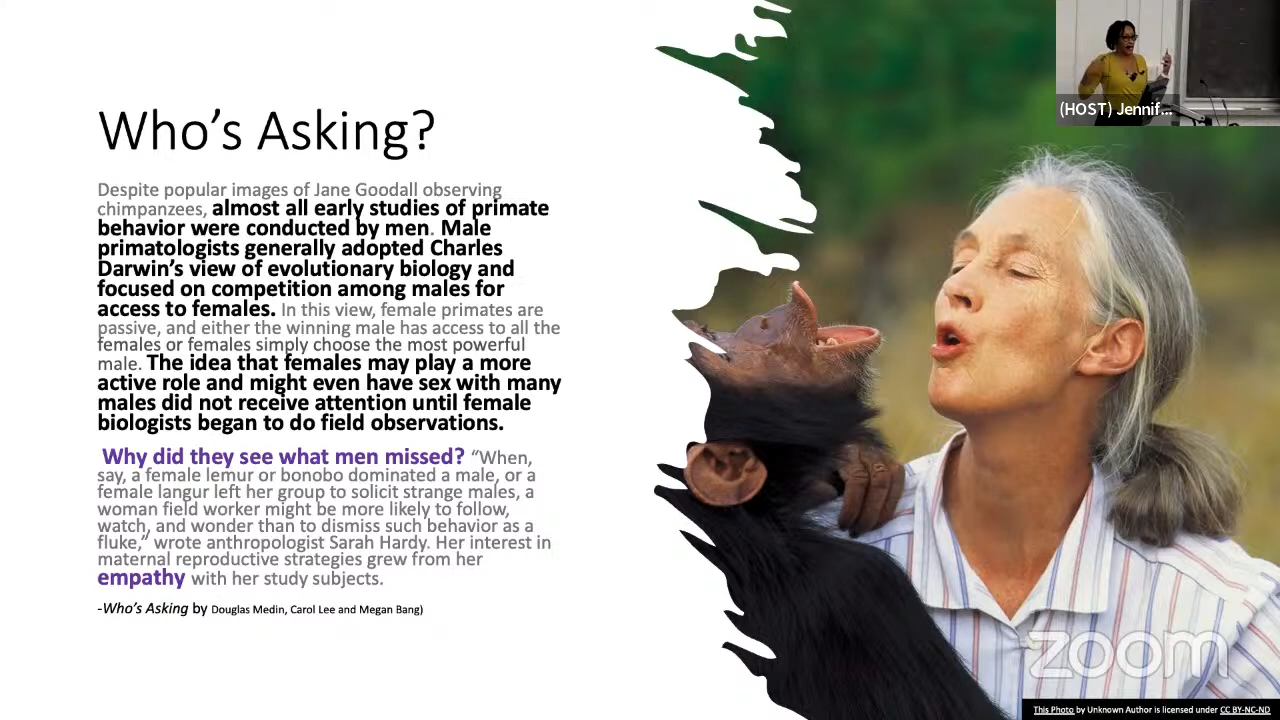 Who's Asking?
Despite popular images of Jane Goodall observing
chimpanzees, almost all early studies of primate
behavior were conducted by men. Male
primatologists generally adopted Charles
Darwin's view of evolutionary biology and
focused on competition among males for
access to females. In this view, female primates are
passive, and either the winning male has access to all the
females or females simply choose the most powerful
male. The idea that females may play a more
active role and might even have sex with many
males did not receive attention until female
biologists began to do field observations.
Why did they see what men missed? “When,
say, a female lemur or bonobo dominated a male, or a
female langur left her group to solicit strange males, a
woman field worker might be more likely to follow,
watch, and wonder than to dismiss such behavior as a
fluke,” wrote anthropologist Sarah Hardy. Her interest in
maternal reproductive strategies grew from her
empathy with her study subjects.
-Who's Asking by Douglas Medin, Carol Lee and Megan Bang)
(HOST) Jennif...
zoom
This Photo by Unknown Author is licensed under CC BY-NC-ND